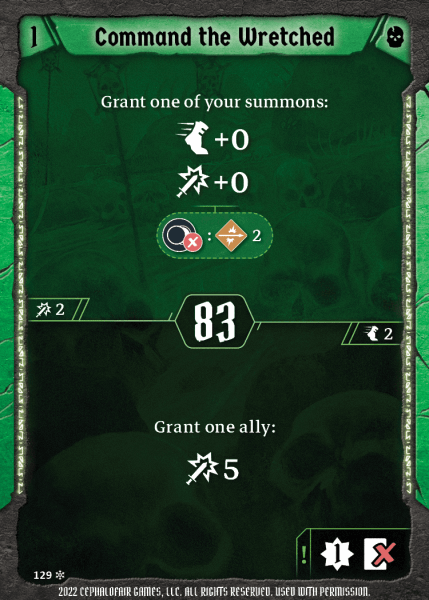 1
Command the Wretched
Grant one of your summons:
+0
+0
: 2
2
83
2
Grant one ally:
5
! 1
129
2022 CEPHALOFAIR GAMES, LLC. ALL RIGHTS RESERVED. USED WITH PERMISSION.